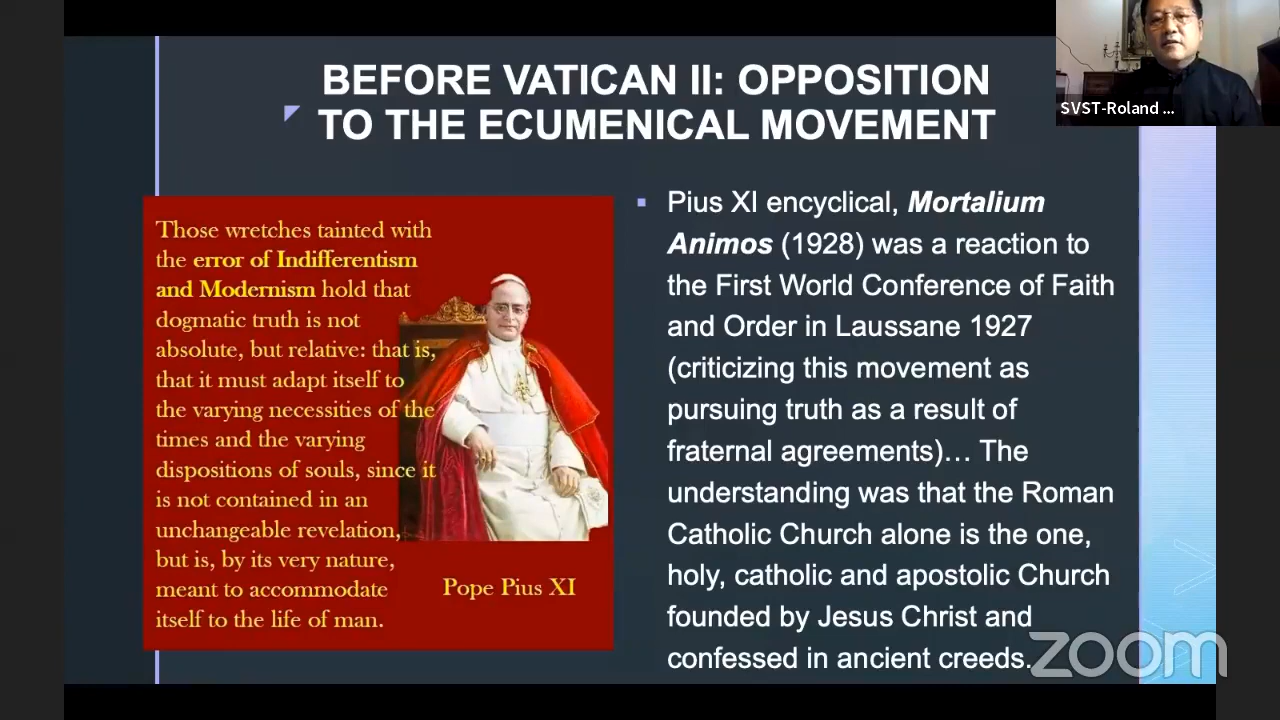 BEFORE VATICAN II: OPPOSITION
TO THE ECUMENICAL MOVEMENT
SVST-Roland ...
Those wretches tainted with
the error of Indifferentism
and Modernism hold that
dogmatic truth is not
absolute, but relative: that is,
that it must adapt itself to
the varying necessities of the
times and the varying
dispositions of souls, since it
is not contained in an
unchangeable revelation,
but is, by its very nature,
meant to accommodate
itself to the life of man.
Pope Pius XI
Pius XI encyclical, Mortalium
Animos (1928) was a reaction to
the First World Conference of Faith
and Order in Laussane 1927
(criticizing this movement as
pursuing truth as a result of
fraternal agreements)… The
understanding was that the Roman
Catholic Church alone is the one,
holy, catholic and apostolic Church
founded by Jesus Christ and
confessed in ancient creeds.
zoom